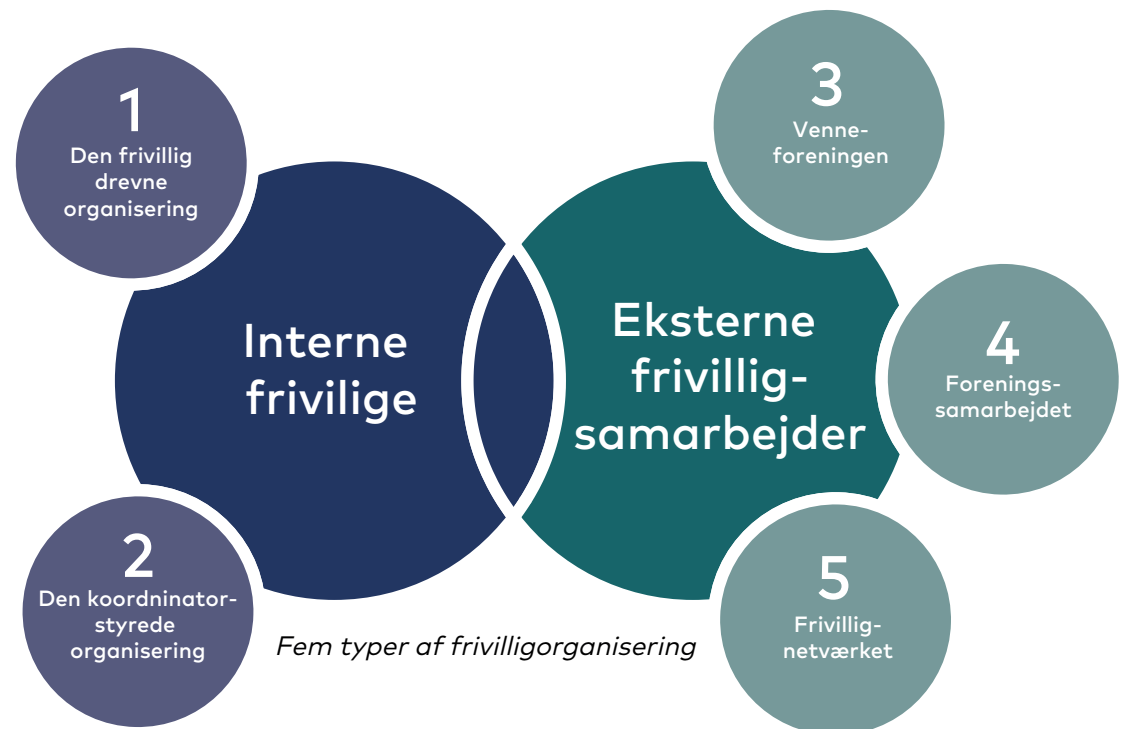 1
Den frivillig
drevne
organisering
2
Den koordninator-
styrede
organisering
Interne
frivilige
Eksterne
frivillig-
samarbejder
3
Venne-
foreningen
4
Forenings-
samarbejdet
5
Frivillig-
netværket
Fem typer af frivilligorganisering